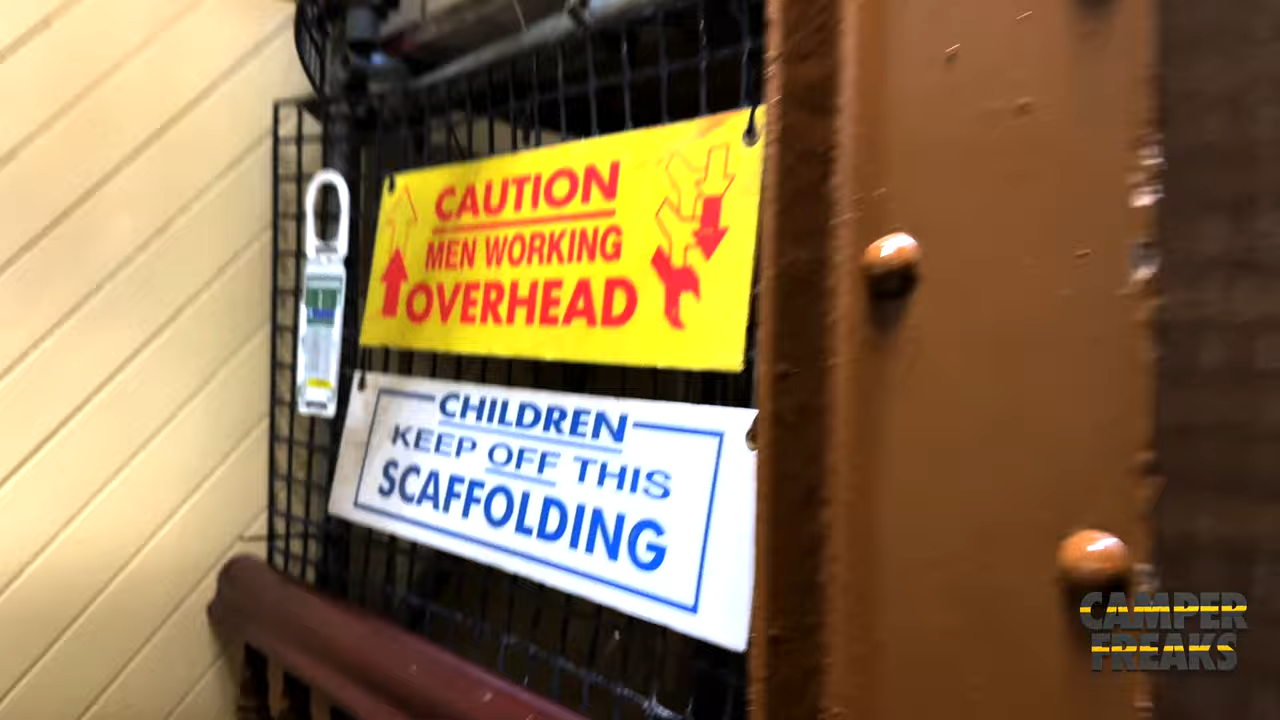 CAUTION
MEN WORKING
OVERHEAD
CHILDREN
KEEP OFF THIS
SCAFFOLDING
CAMPER
FREAKS